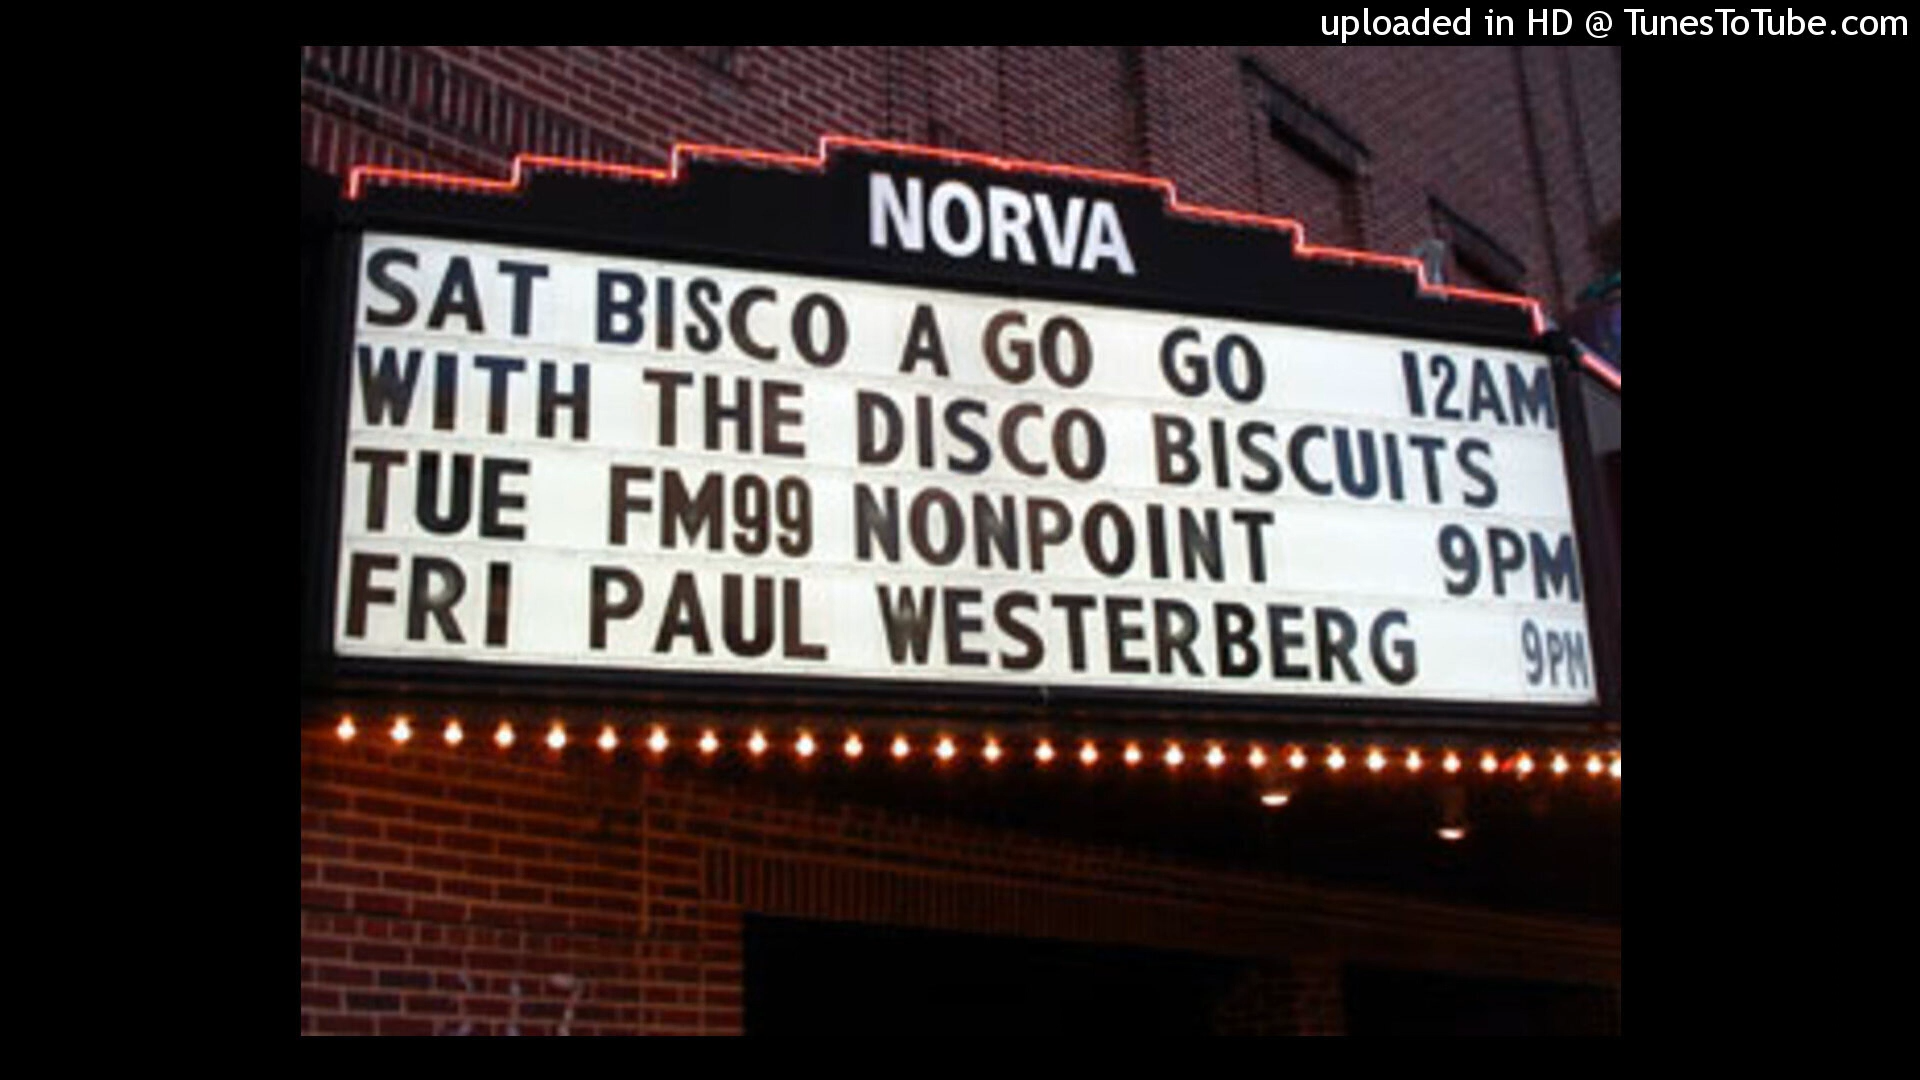 uploaded in HD @ TunesToTube.com
NORVA
SAT BISCO A GO GO 12AM
WITH THE DISCO BISCUITS
TUE FM99 NONPOINT 9PM
FRI PAUL WESTERBERG 9PM